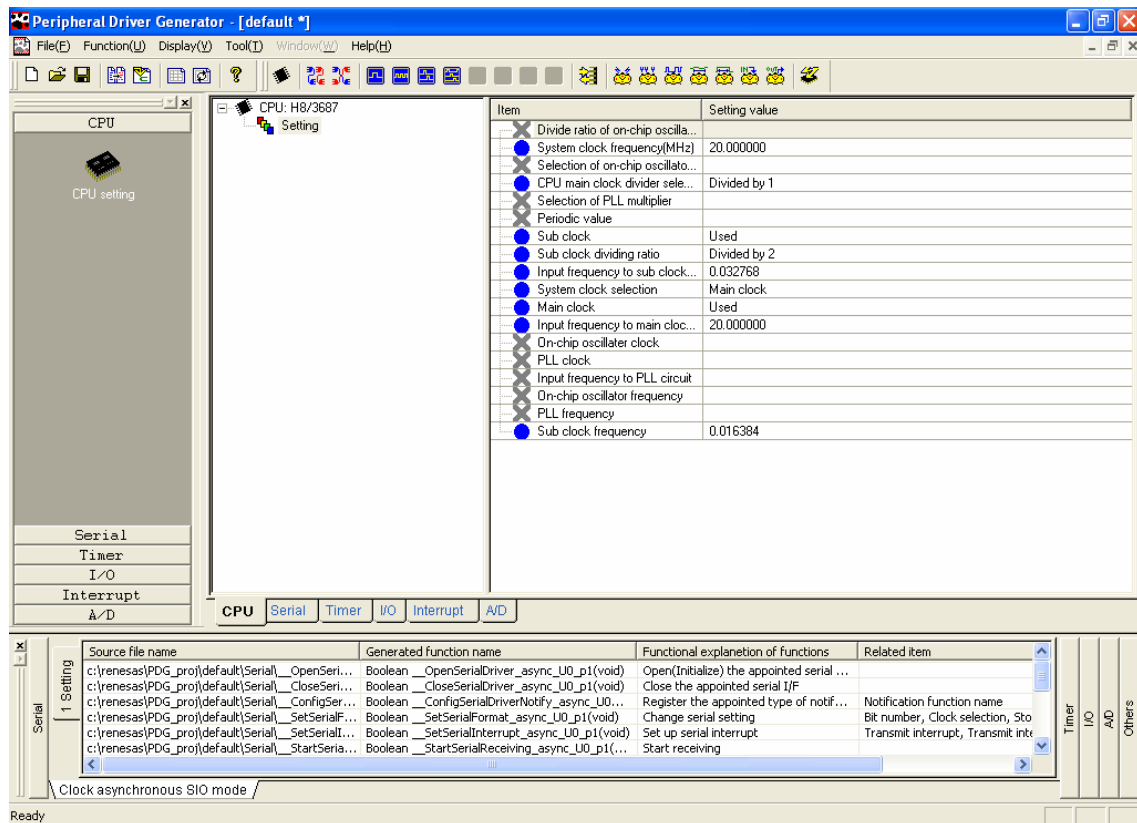 Peripheral Driver Generator - [default *]
File(F) Function(U) Display(V) Tool(T) Window(W) Help(H)
CPU
CPU setting
Serial
Timer
I/O
Interrupt
A/D
CPU: H8/3687
Setting
Item Setting value
Divide ratio of on-chip oscilla...
System clock frequency(MHz) 20.000000
Selection of on-chip oscillato...
CPU main clock divider sele... Divided by 1
Selection of PLL multiplier
Periodic value
Sub clock Used
Sub clock dividing ratio Divided by 2
Input frequency to sub clock... 0.032768
System clock selection Main clock
Main clock Used
Input frequency to main cloc... 20.000000
On-chip oscillater clock
PLL clock
Input frequency to PLL circuit
On-chip oscillator frequency
PLL frequency
Sub clock frequency 0.016384
CPU Serial Timer I/O Interrupt A/D
Serial
1 Setting
Source file name Generated function name Functional explanetion of functions Related item
c:\renesas\PDG_proj\default\Serial\__OpenSeri... Boolean __OpenSerialDriver_async_U0_p1(void) Open(Initialize) the appointed serial ...
c:\renesas\PDG_proj\default\Serial\__CloseSeri... Boolean __CloseSerialDriver_async_U0_p1(void) Close the appointed serial I/F
c:\renesas\PDG_proj\default\Serial\__ConfigSer... Boolean __ConfigSerialDriverNotify_async_U0... Register the appointed type of notif... Notification function name
c:\renesas\PDG_proj\default\Serial\__SetSerialF... Boolean __SetSerialFormat_async_U0_p1(void) Change serial setting Bit number, Clock selection, Sto
c:\renesas\PDG_proj\default\Serial\__SetSerialI... Boolean __SetSerialInterrupt_async_U0_p1(void) Set up serial interrupt Transmit interrupt, Transmit inte
c:\renesas\PDG_proj\default\Serial\__StartSeria... Boolean __StartSerialReceiving_async_U0_p1(... Start receiving
Timer
I/O
A/D
Others
Clock asynchronous SIO mode
Ready